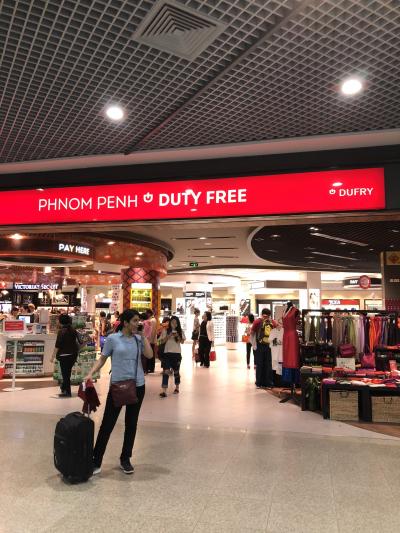 PHNOM PENH DUTY FREE
DUFRY
PAY HERE
VICTORIA'S SECRET